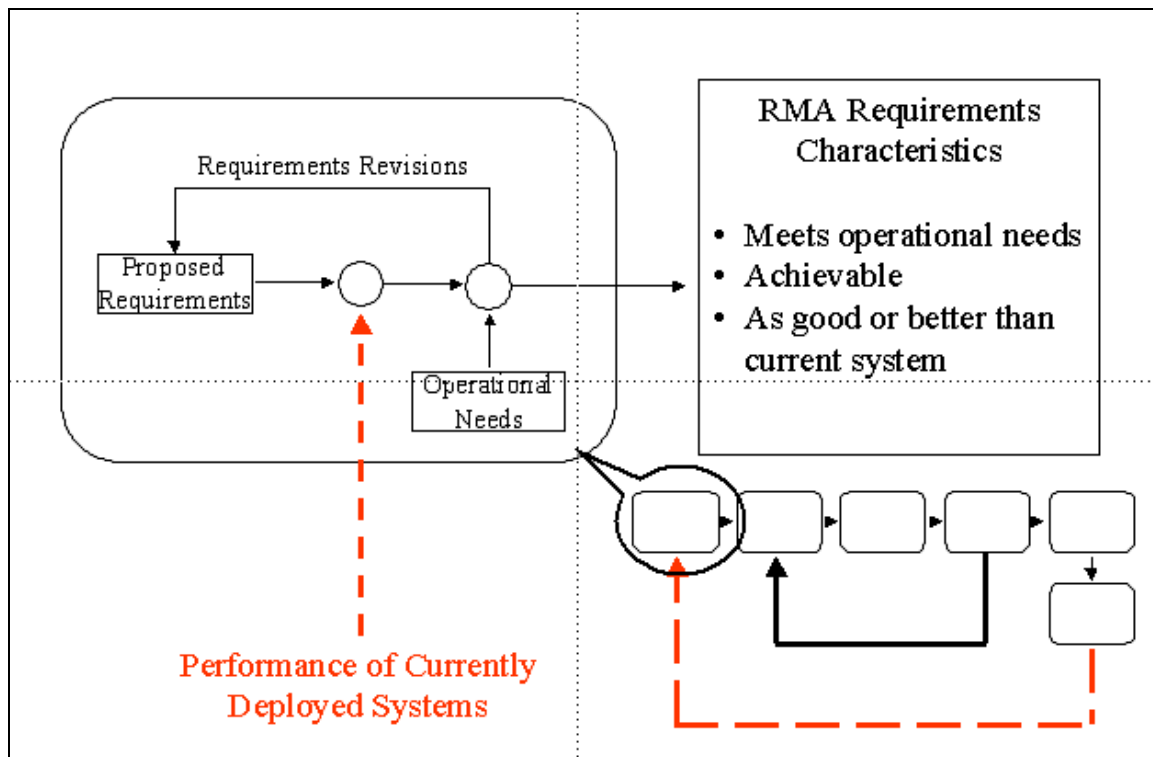 Requirements Revisions
Proposed
Requirements
Operational
Needs
Performance of Currently
Deployed Systems
RMA Requirements
Characteristics
• Meets operational needs
• Achievable
• As good or better than
current system